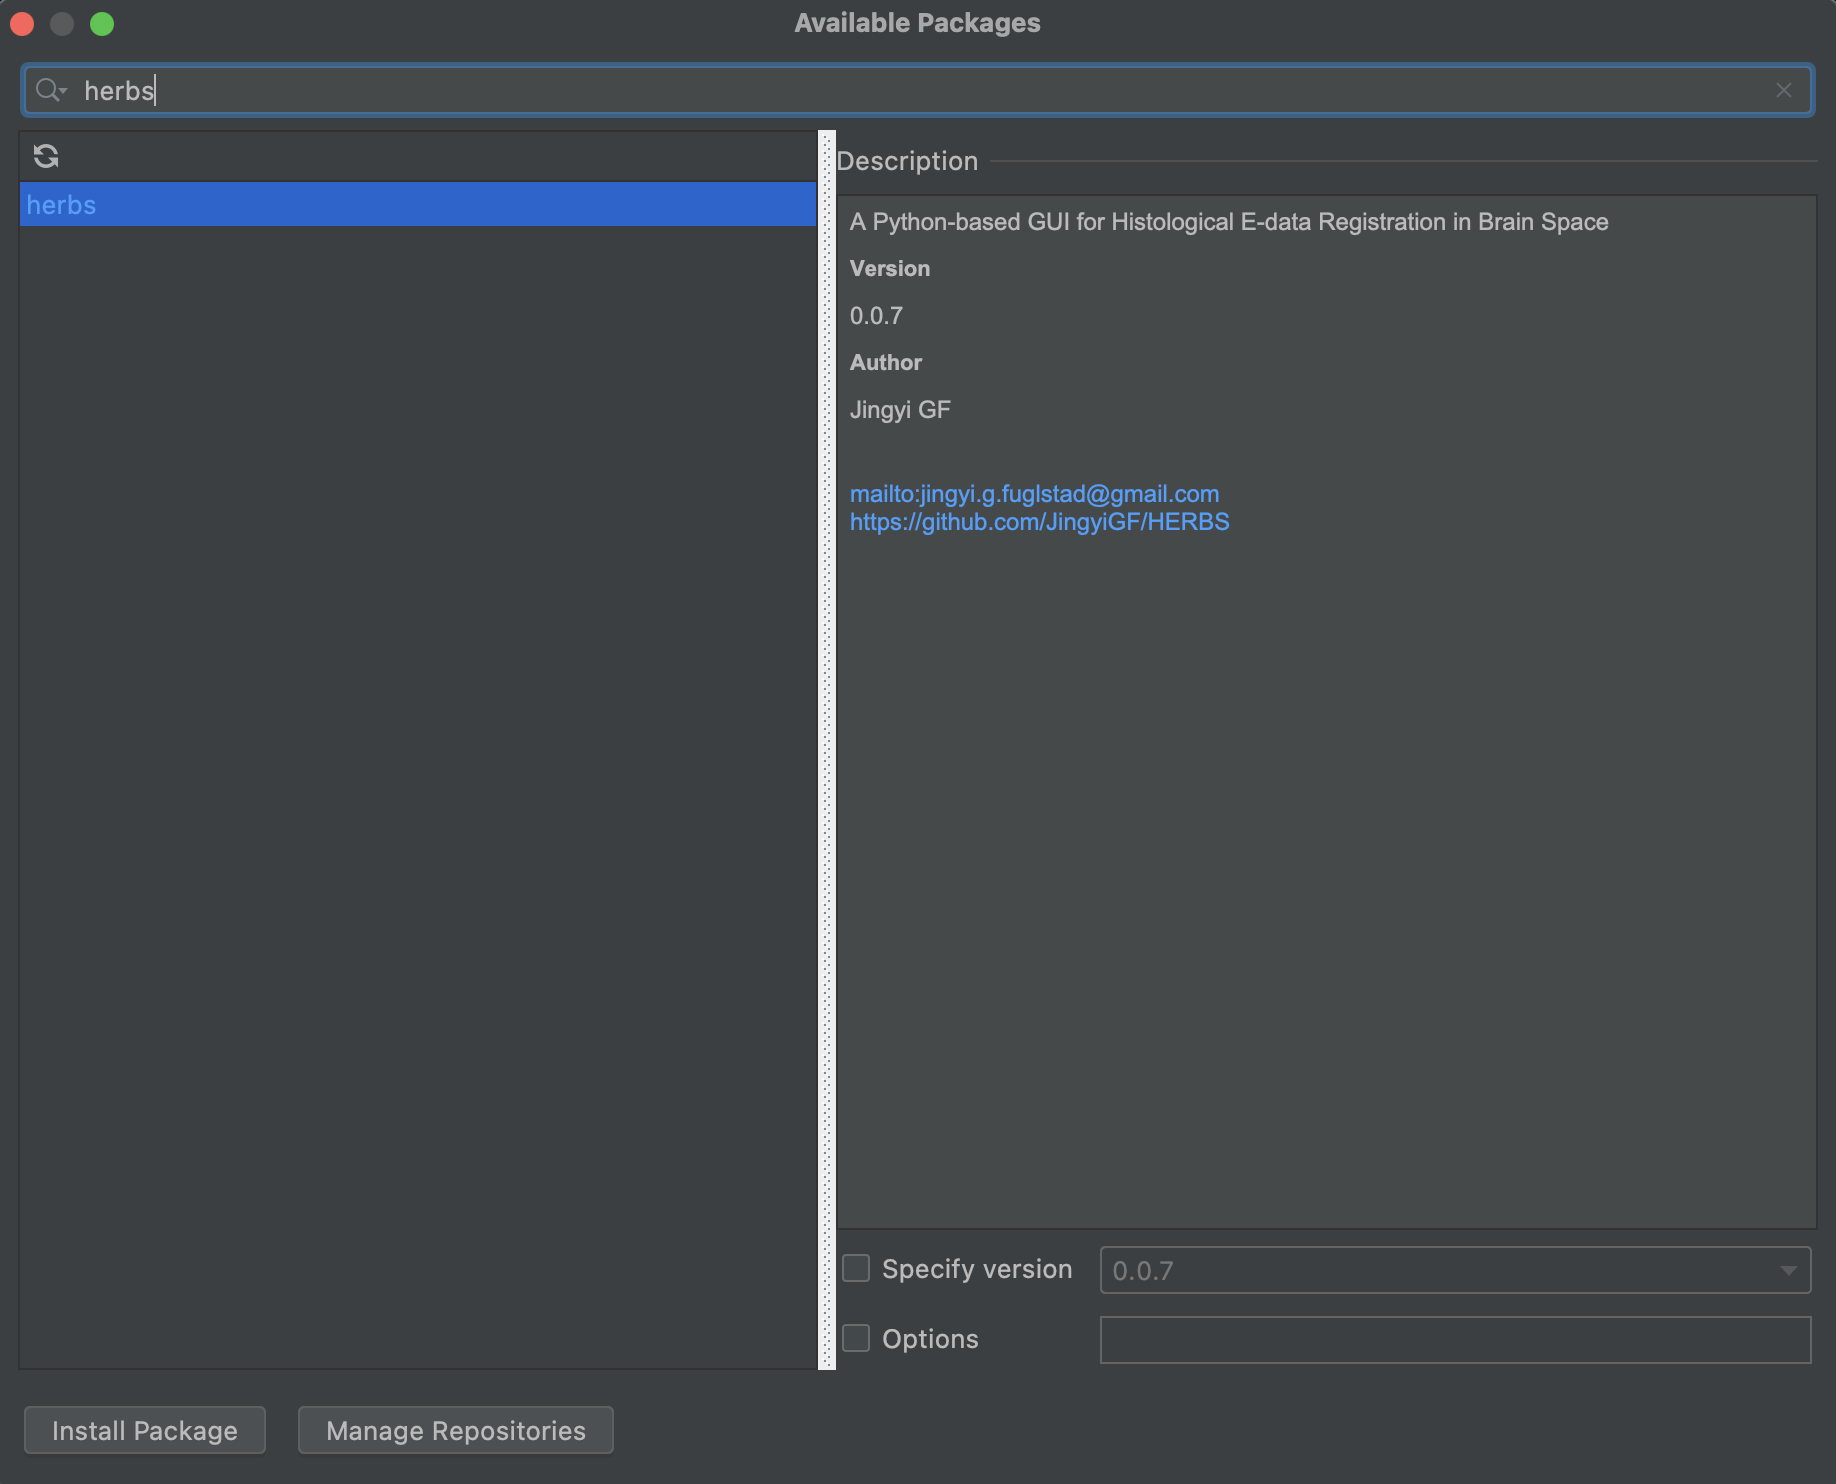 Available Packages
herbs
herbs
Description
A Python-based GUI for Histological E-data Registration in Brain Space
Version
0.0.7
Author
Jingyi GF
mailto:jingyi.g.fuglstad@gmail.com
https://github.com/JingyiGF/HERBS
Specify version 0.0.7
Options
Install Package Manage Repositories